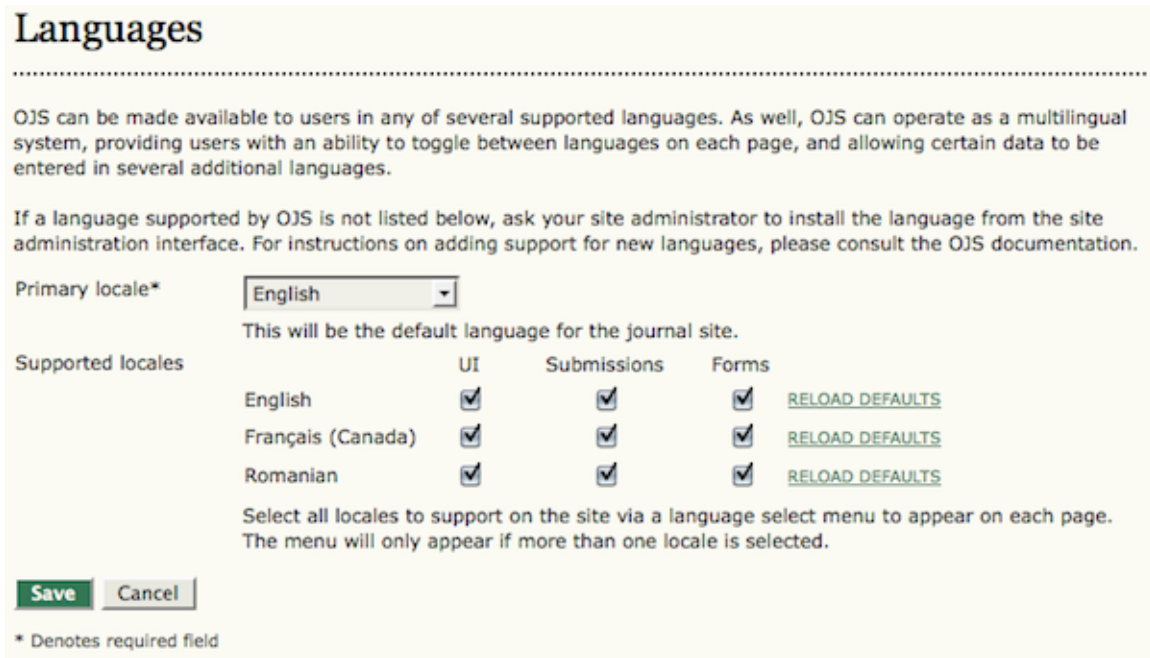 Languages
OJS can be made available to users in any of several supported languages. As well, OJS can operate as a multilingual
system, providing users with an ability to toggle between languages on each page, and allowing certain data to be
entered in several additional languages.
If a language supported by OJS is not listed below, ask your site administrator to install the language from the site
administration interface. For instructions on adding support for new languages, please consult the OJS documentation.
Primary locale* English
This will be the default language for the journal site.
Supported locales UI Submissions Forms
English RELOAD DEFAULTS
Français (Canada) RELOAD DEFAULTS
Romanian RELOAD DEFAULTS
Select all locales to support on the site via a language select menu to appear on each page.
The menu will only appear if more than one locale is selected.
Save Cancel
* Denotes required field